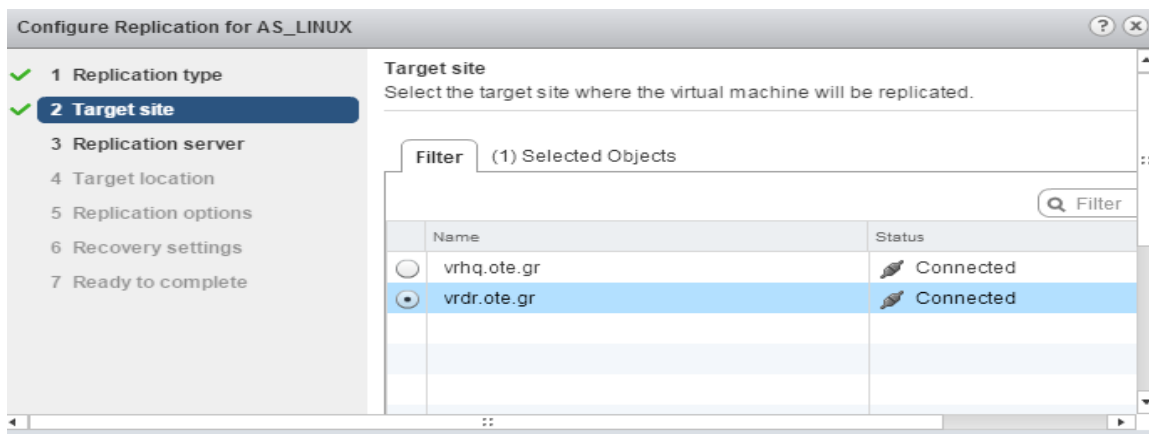 Configure Replication for AS_LINUX
1 Replication type
2 Target site
3 Replication server
4 Target location
5 Replication options
6 Recovery settings
7 Ready to complete
Target site
Select the target site where the virtual machine will be replicated.
Filter (1) Selected Objects
Filter
Name Status
vrhq.ote.gr Connected
vrdr.ote.gr Connected